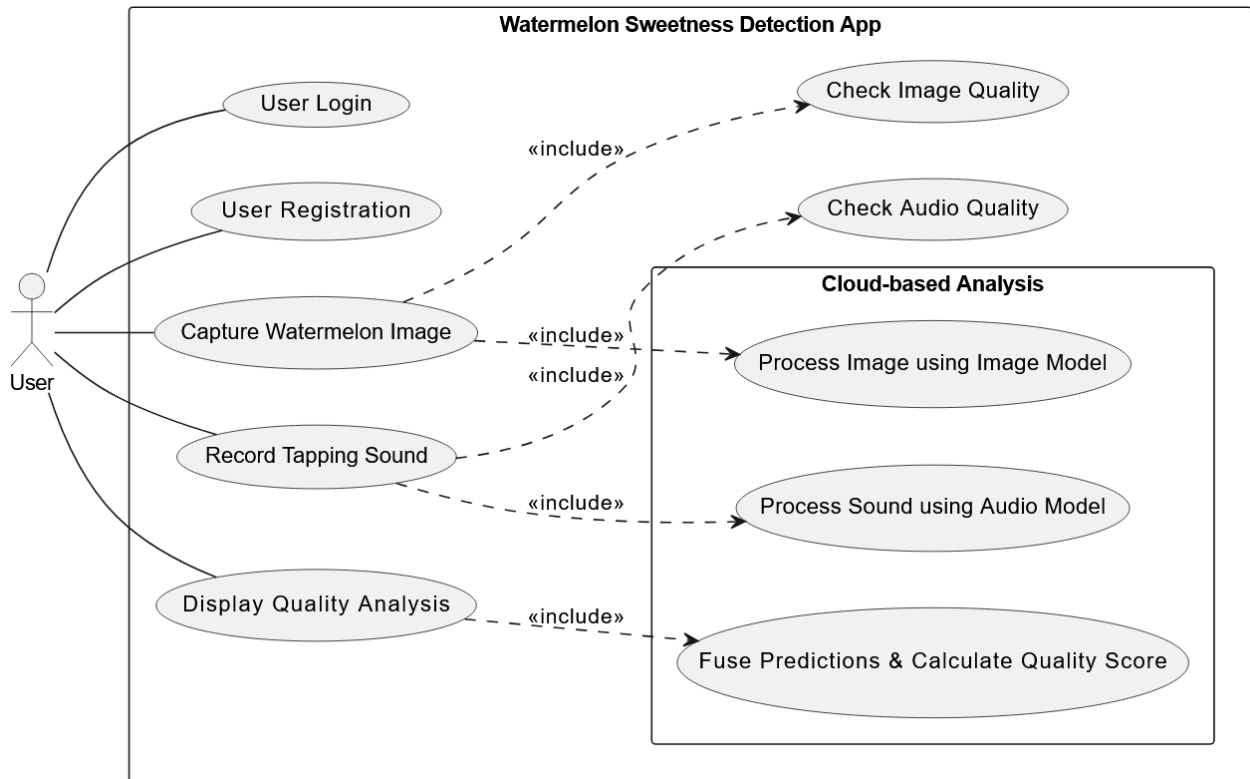 Watermelon Sweetness Detection App
User Login
Check Image Quality
«include»
User Registration
Check Audio Quality
Cloud-based Analysis
Capture Watermelon Image
«include»
Process Image using Image Model
User
«include»
Record Tapping Sound
«include»
Process Sound using Audio Model
Display Quality Analysis
«include»
Fuse Predictions & Calculate Quality Score